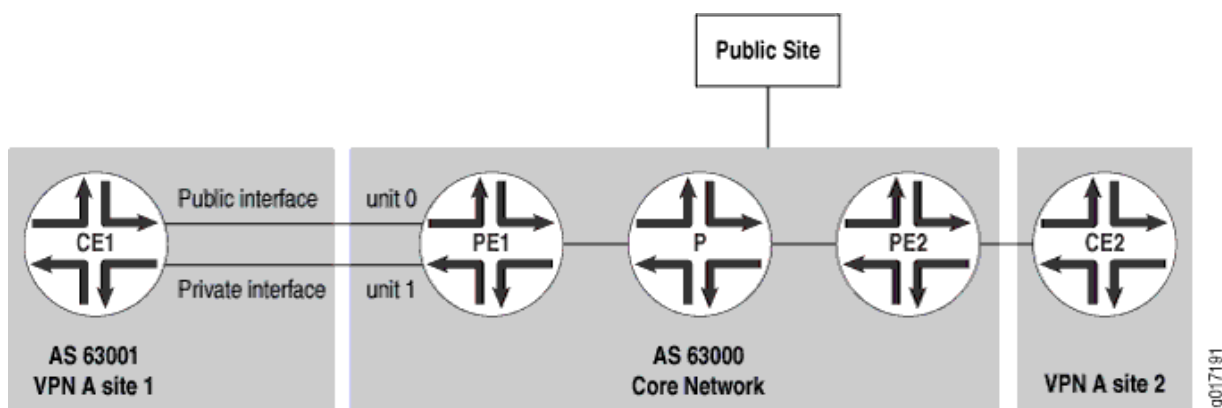 Public Site
Public interface
unit 0
CE1
PE1
P
PE2
CE2
Private interface
unit 1
AS 63001
VPN A site 1
AS 63000
Core Network
VPN A site 2
g017191